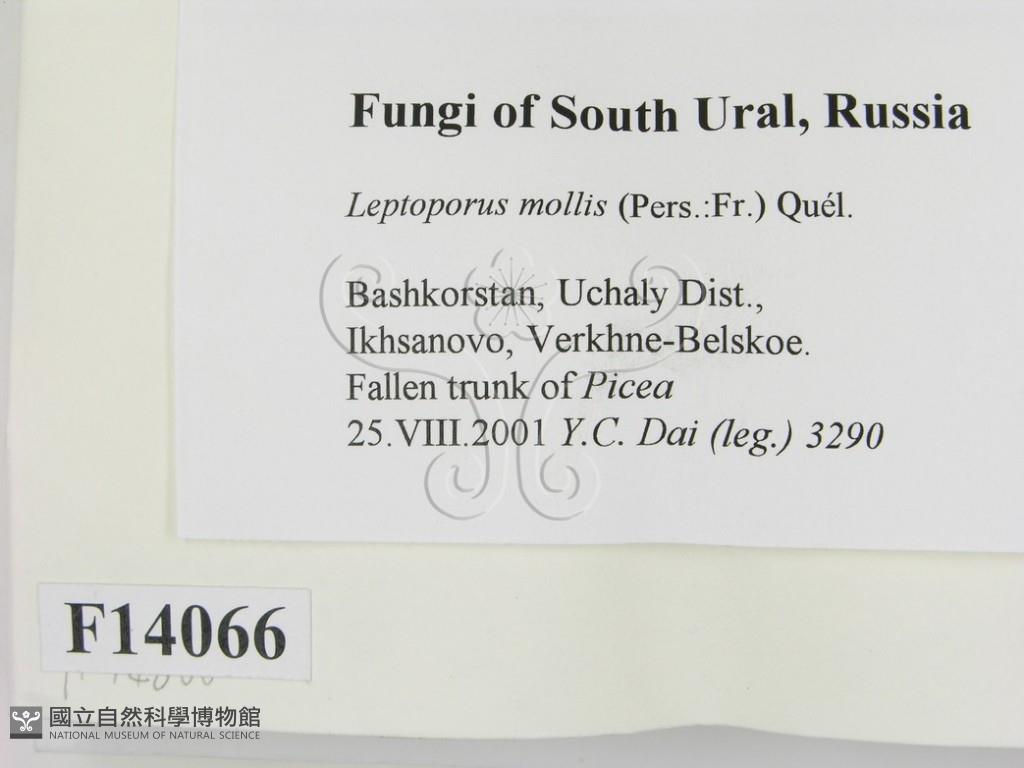 Fungi of South Ural, Russia
Leptoporus mollis (Pers.:Fr.) Quél.
Bashkorstan, Uchaly Dist.,
Ikhsanovo, Verkhne-Belskoe.
Fallen trunk of Picea
25.VIII.2001 Y.C. Dai (leg.) 3290
F14066
國立自然科學博物館
NATIONAL MUSEUM OF NATURAL SCIENCE